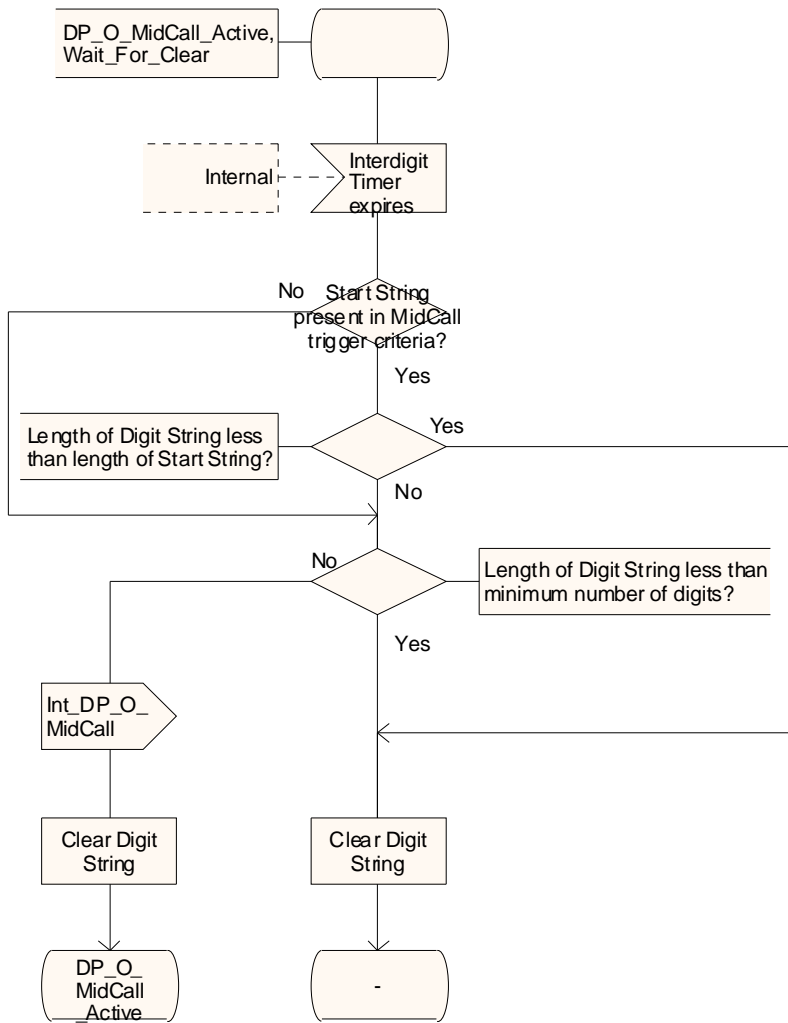 DP_O_MidCall_Active,
Wait_For_Clear
Internal
Interdigit
Timer
expires
No
Start String
present in MidCall
trigger criteria?
Yes
Length of Digit String less
than length of Start String?
Yes
No
No
Length of Digit String less than
minimum number of digits?
Yes
Int_DP_O_
MidCall
Clear Digit
String
Clear Digit
String
DP_O_
MidCall
_Active
-